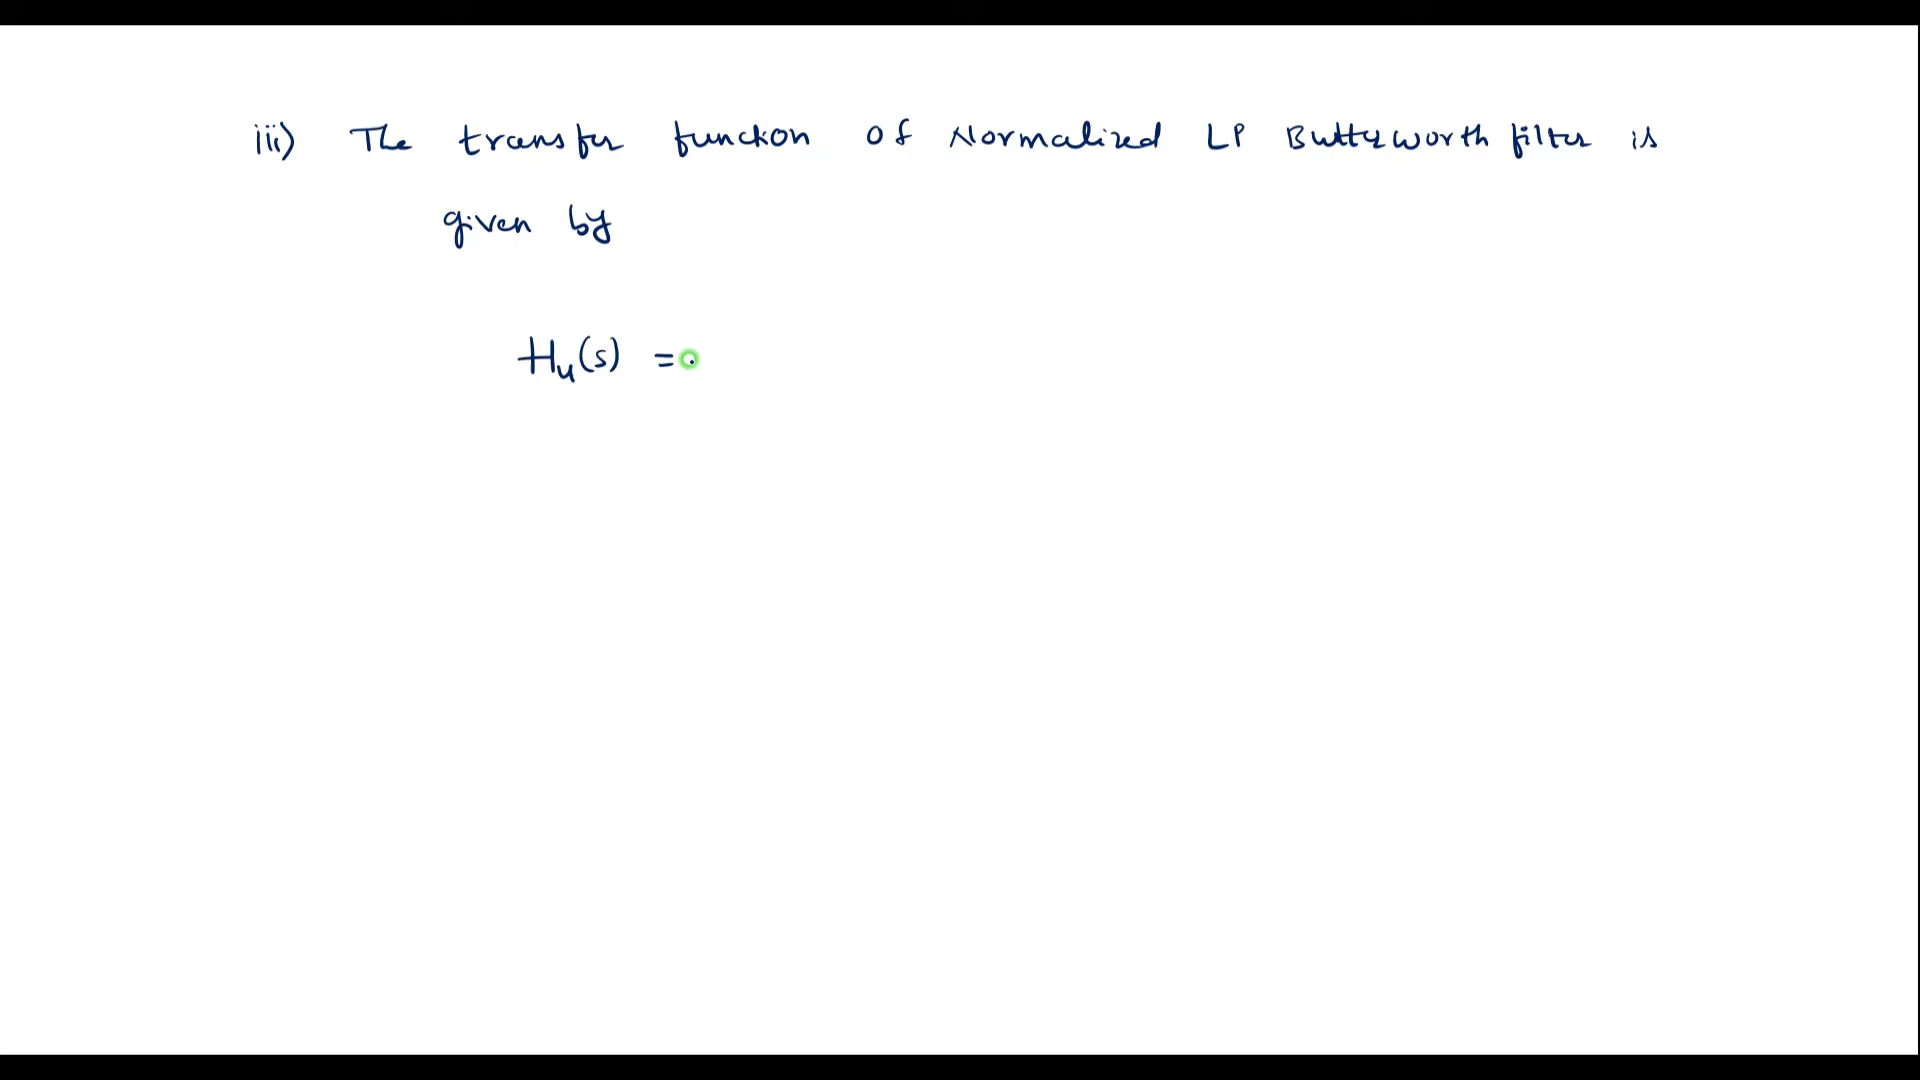 iii) The transfer function of Normalized LP Butterworth filter is
given by
H₄(s) =